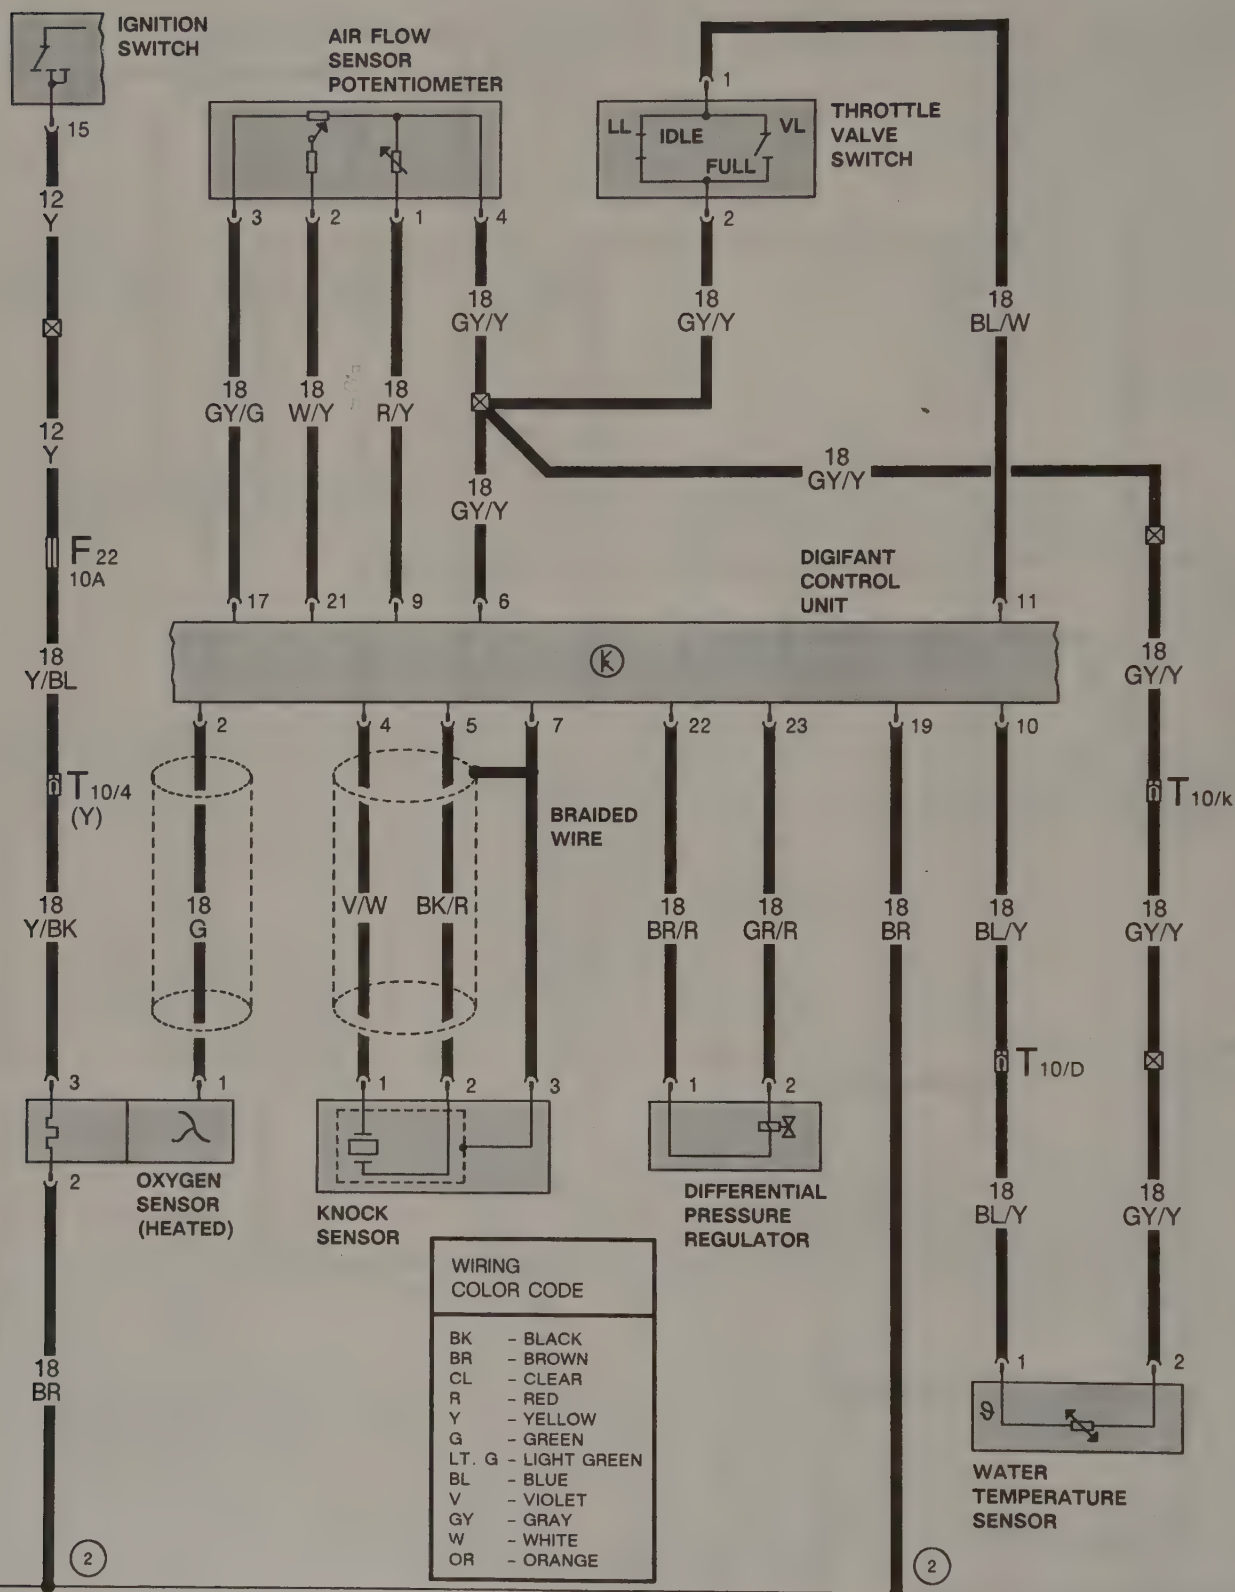 IGNITION
SWITCH
15
12
Y
12
Y
F22
10A
18
Y/BL
T10/4
(Y)
18
Y/BK
AIR FLOW
SENSOR
POTENTIOMETER
3
2
1
4
18
GY/G
18
W/Y
18
R/Y
18
GY/Y
18
GY/Y
1
LL
IDLE
VL
FULL
THROTTLE
VALVE
SWITCH
2
18
GY/Y
18
BL/W
18
GY/Y
DIGIFANT
CONTROL
UNIT
17
21
9
6
11
K
2
4
5
7
22
23
19
10
18
GY/Y
T10/k
BRAIDED
WIRE
18
G
V/W
BK/R
18
BR/R
18
GR/R
18
BR
18
BL/Y
18
GY/Y
T10/D
3
1
1
2
3
1
2
2
OXYGEN
SENSOR
(HEATED)
KNOCK
SENSOR
DIFFERENTIAL
PRESSURE
REGULATOR
18
BL/Y
18
GY/Y
18
BR
1
2
ϑ
WATER
TEMPERATURE
SENSOR
WIRING
COLOR CODE
BK - BLACK
BR - BROWN
CL - CLEAR
R - RED
Y - YELLOW
G - GREEN
LT. G - LIGHT GREEN
BL - BLUE
V - VIOLET
GY - GRAY
W - WHITE
OR - ORANGE
2
2